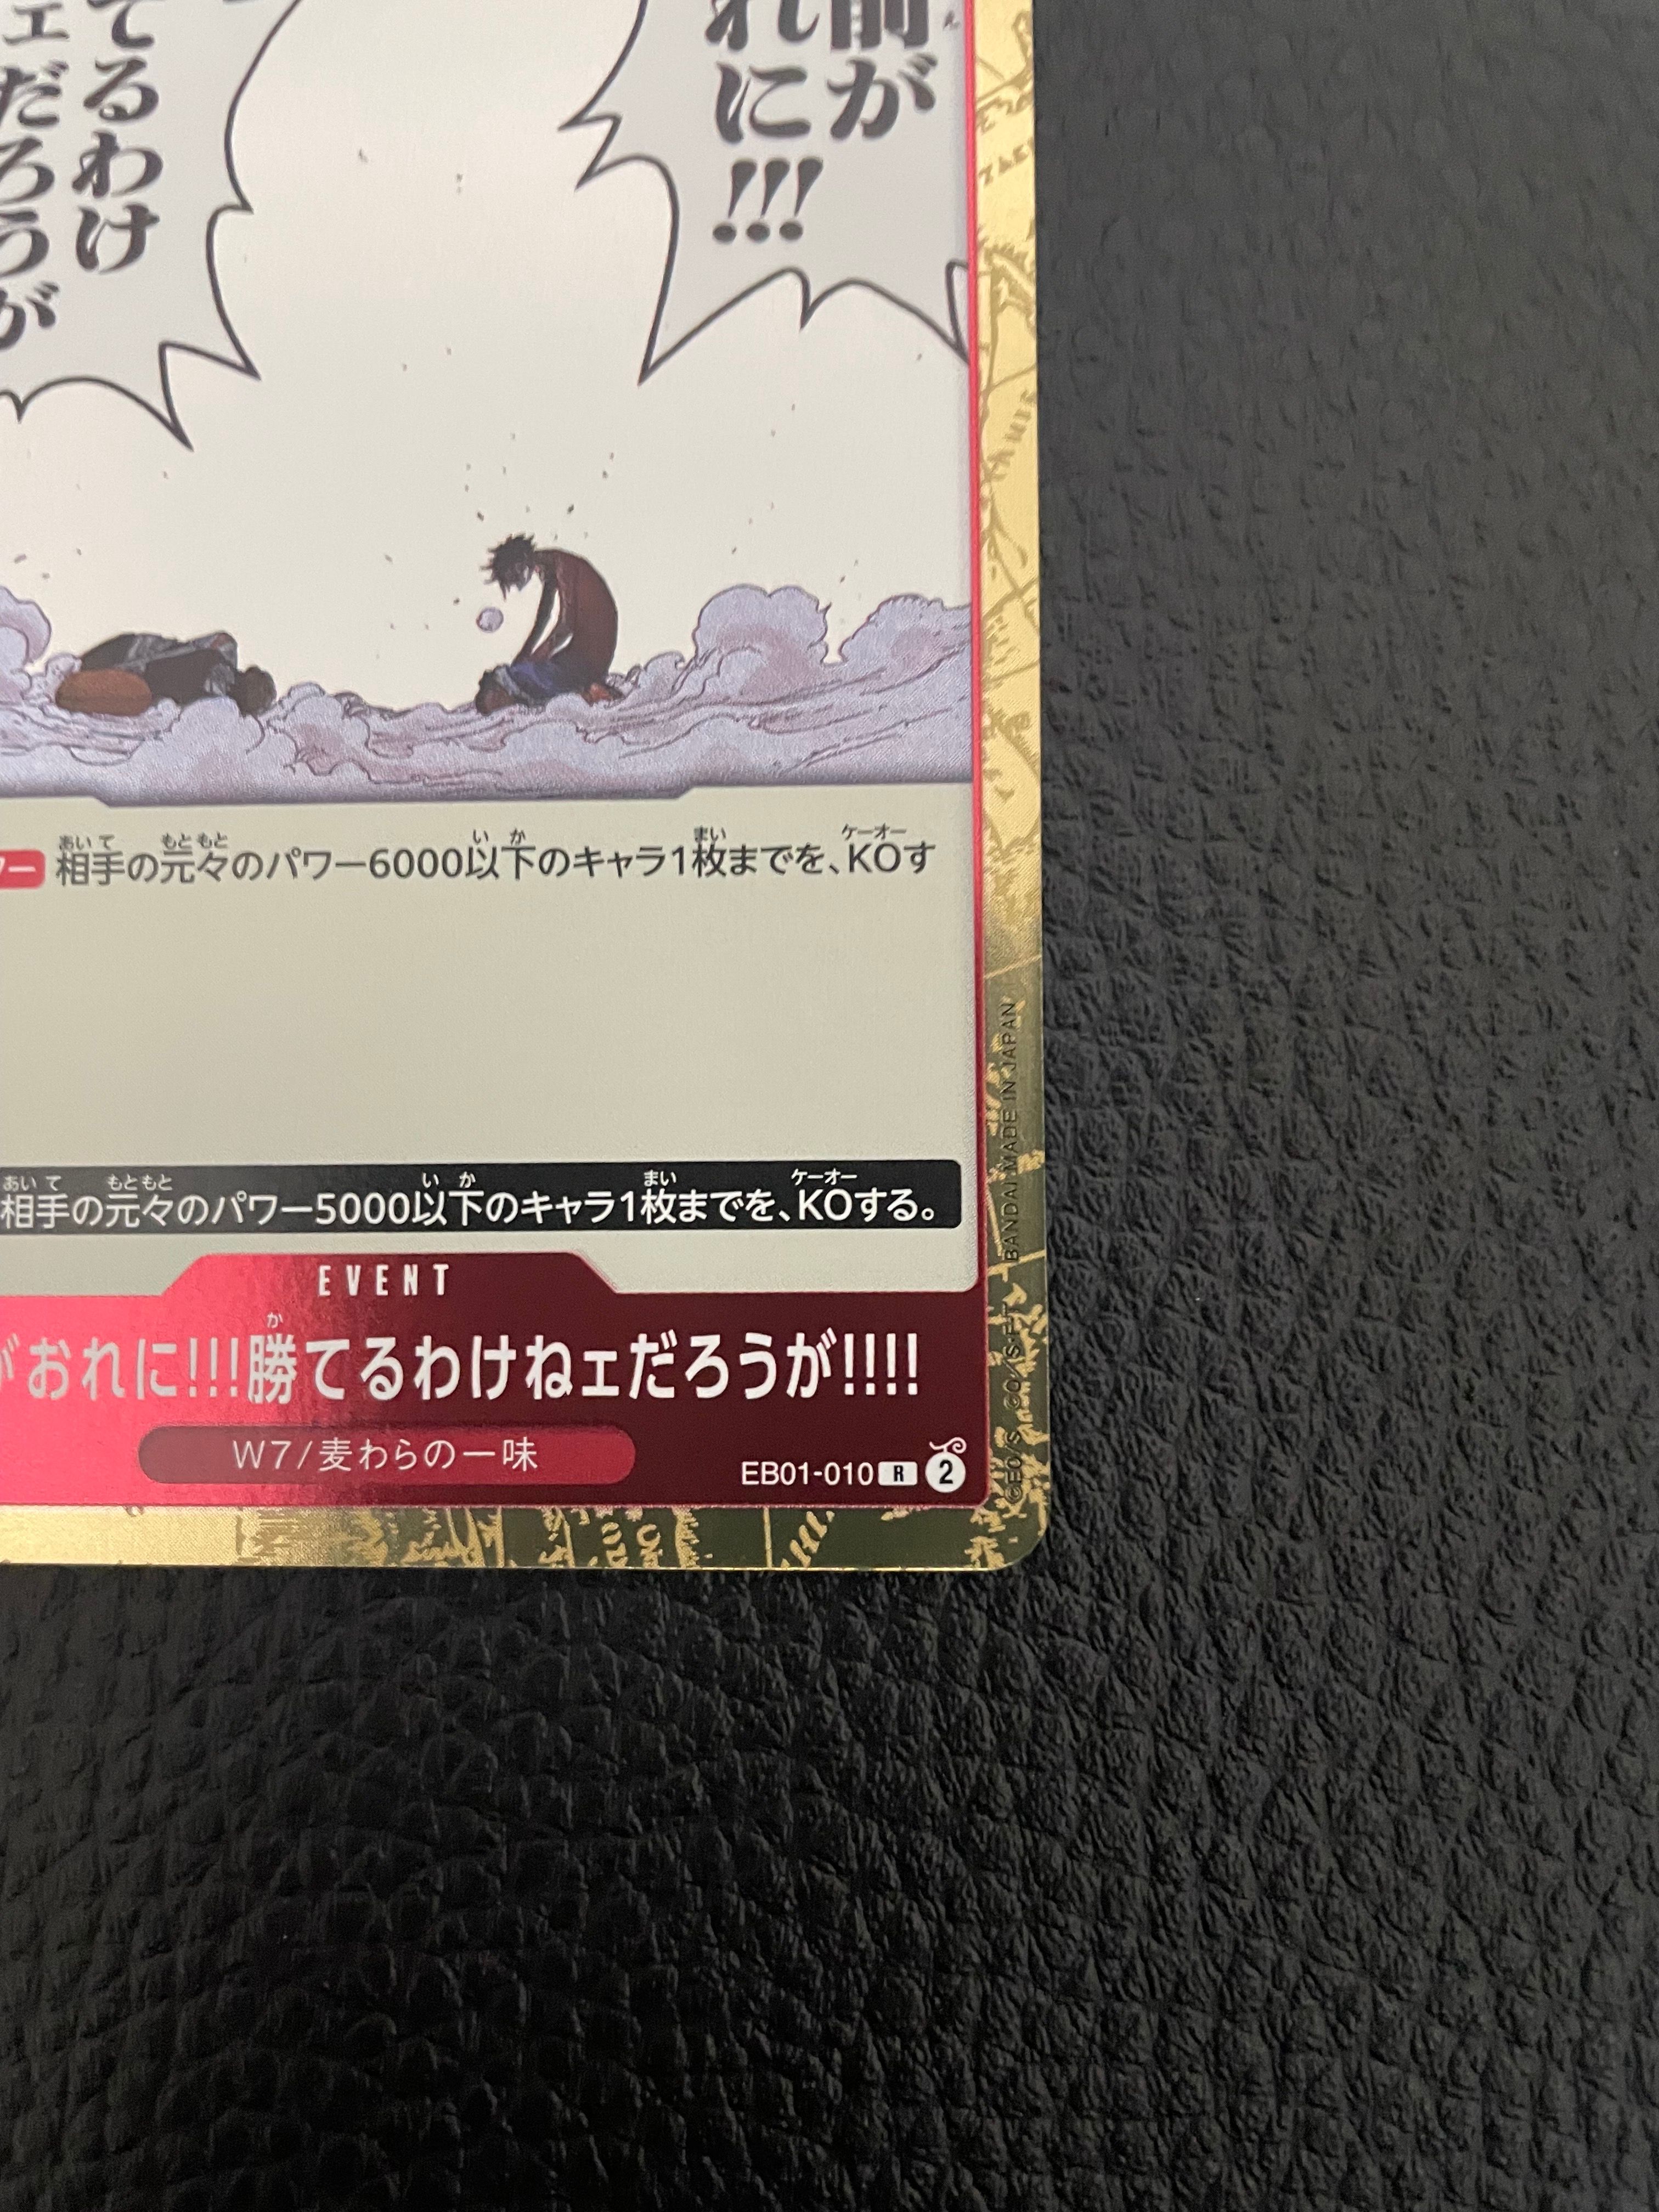 前が
れに
!!!
てるわけ
ェだろうが
相手の元々のパワー6000以下のキャラ1枚までを、KOす
相手の元々のパワー5000以下のキャラ1枚までを、KOする。
EVENT
がおれに!!!勝てるわけねェだろうが!!!!
W7/麦わらの一味
EB01-010 R 2
©EO/S. ©O/S・F・T BANDAI MADE IN JAPAN